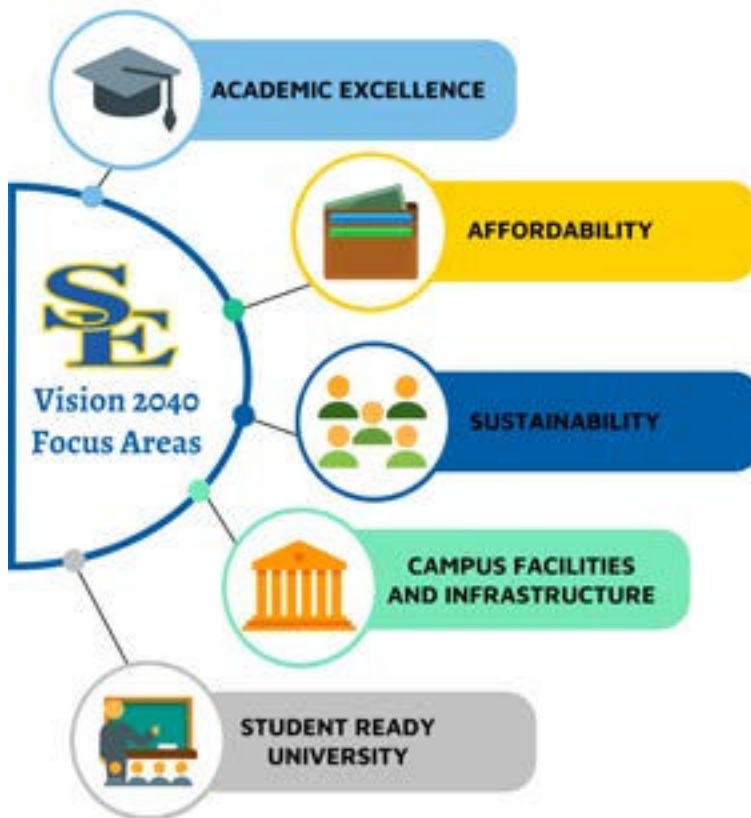 ACADEMIC EXCELLENCE
AFFORDABILITY
SE
Vision 2040
Focus Areas
SUSTAINABILITY
CAMPUS FACILITIES
AND INFRASTRUCTURE
STUDENT READY
UNIVERSITY